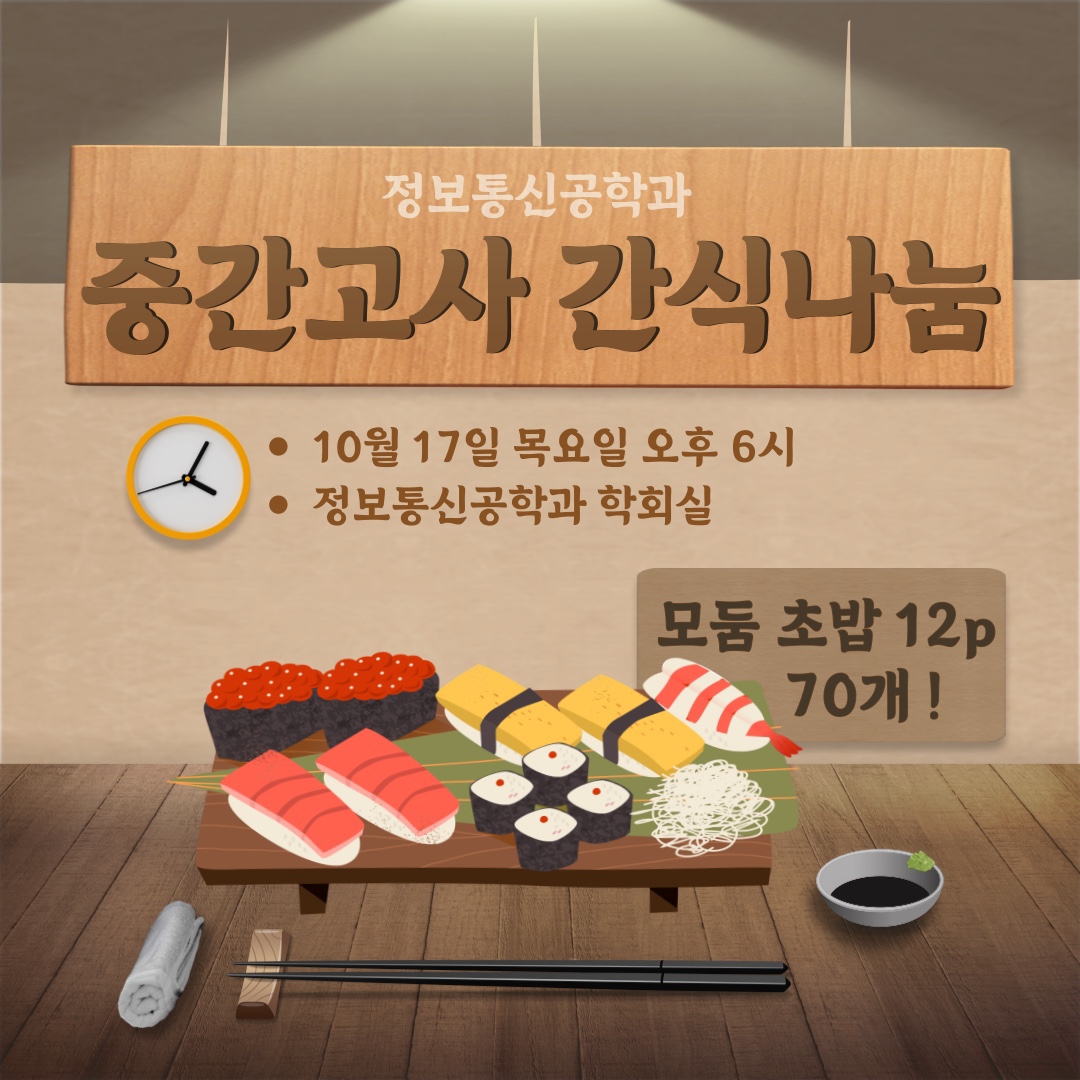 정보통신공학과
중간고사 간식나눔
• 10월 17일 목요일 오후 6시
• 정보통신공학과 학회실
모둠 초밥 12p
70개 !